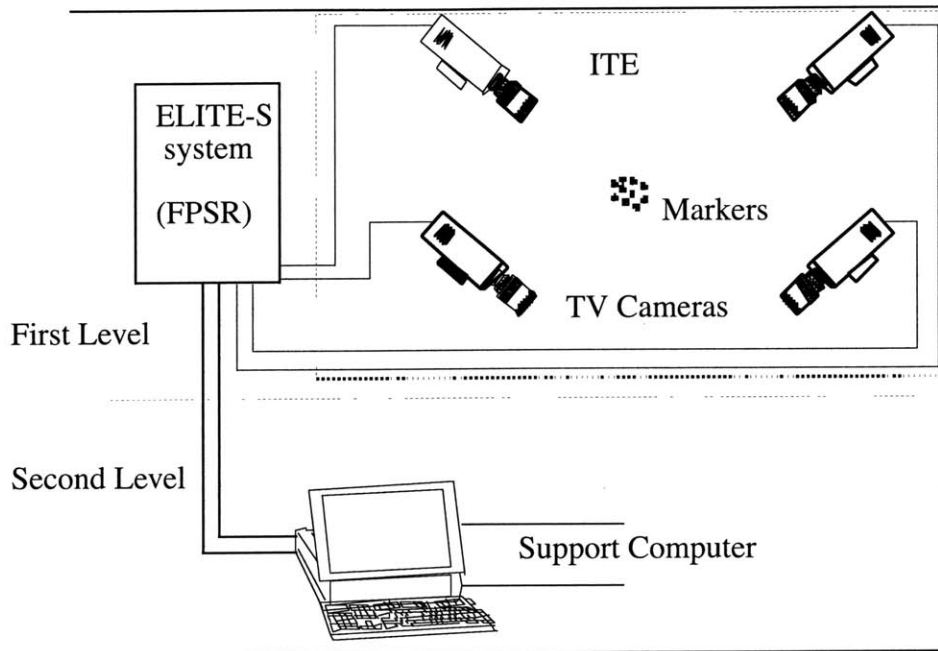 ITE
ELITE-S
system
(FPSR)
Markers
TV Cameras
First Level
Second Level
Support Computer